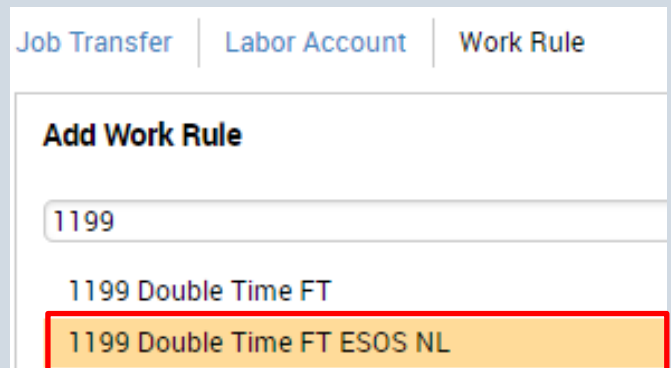 Job Transfer Labor Account Work Rule
Add Work Rule
1199
1199 Double Time FT
1199 Double Time FT ESOS NL